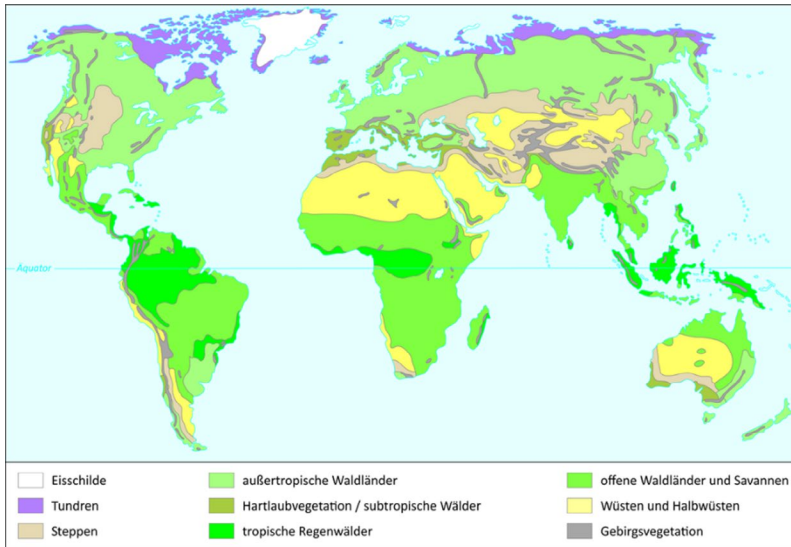 Äquator
Eisschilde
Tundren
Steppen
außertropische Waldländer
Hartlaubvegetation / subtropische Wälder
tropische Regenwälder
offene Waldländer und Savannen
Wüsten und Halbwüsten
Gebirgsvegetation